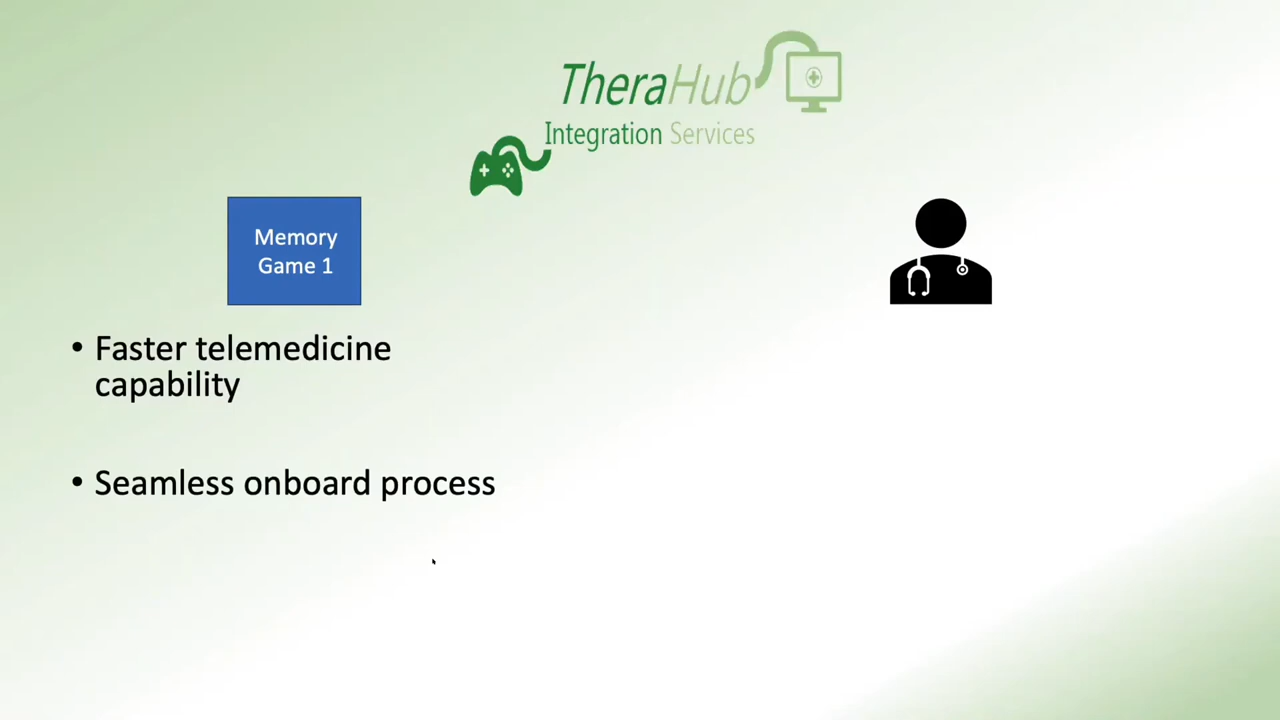 TheraHub
Integration Services
Memory
Game 1
• Faster telemedicine
capability
• Seamless onboard process